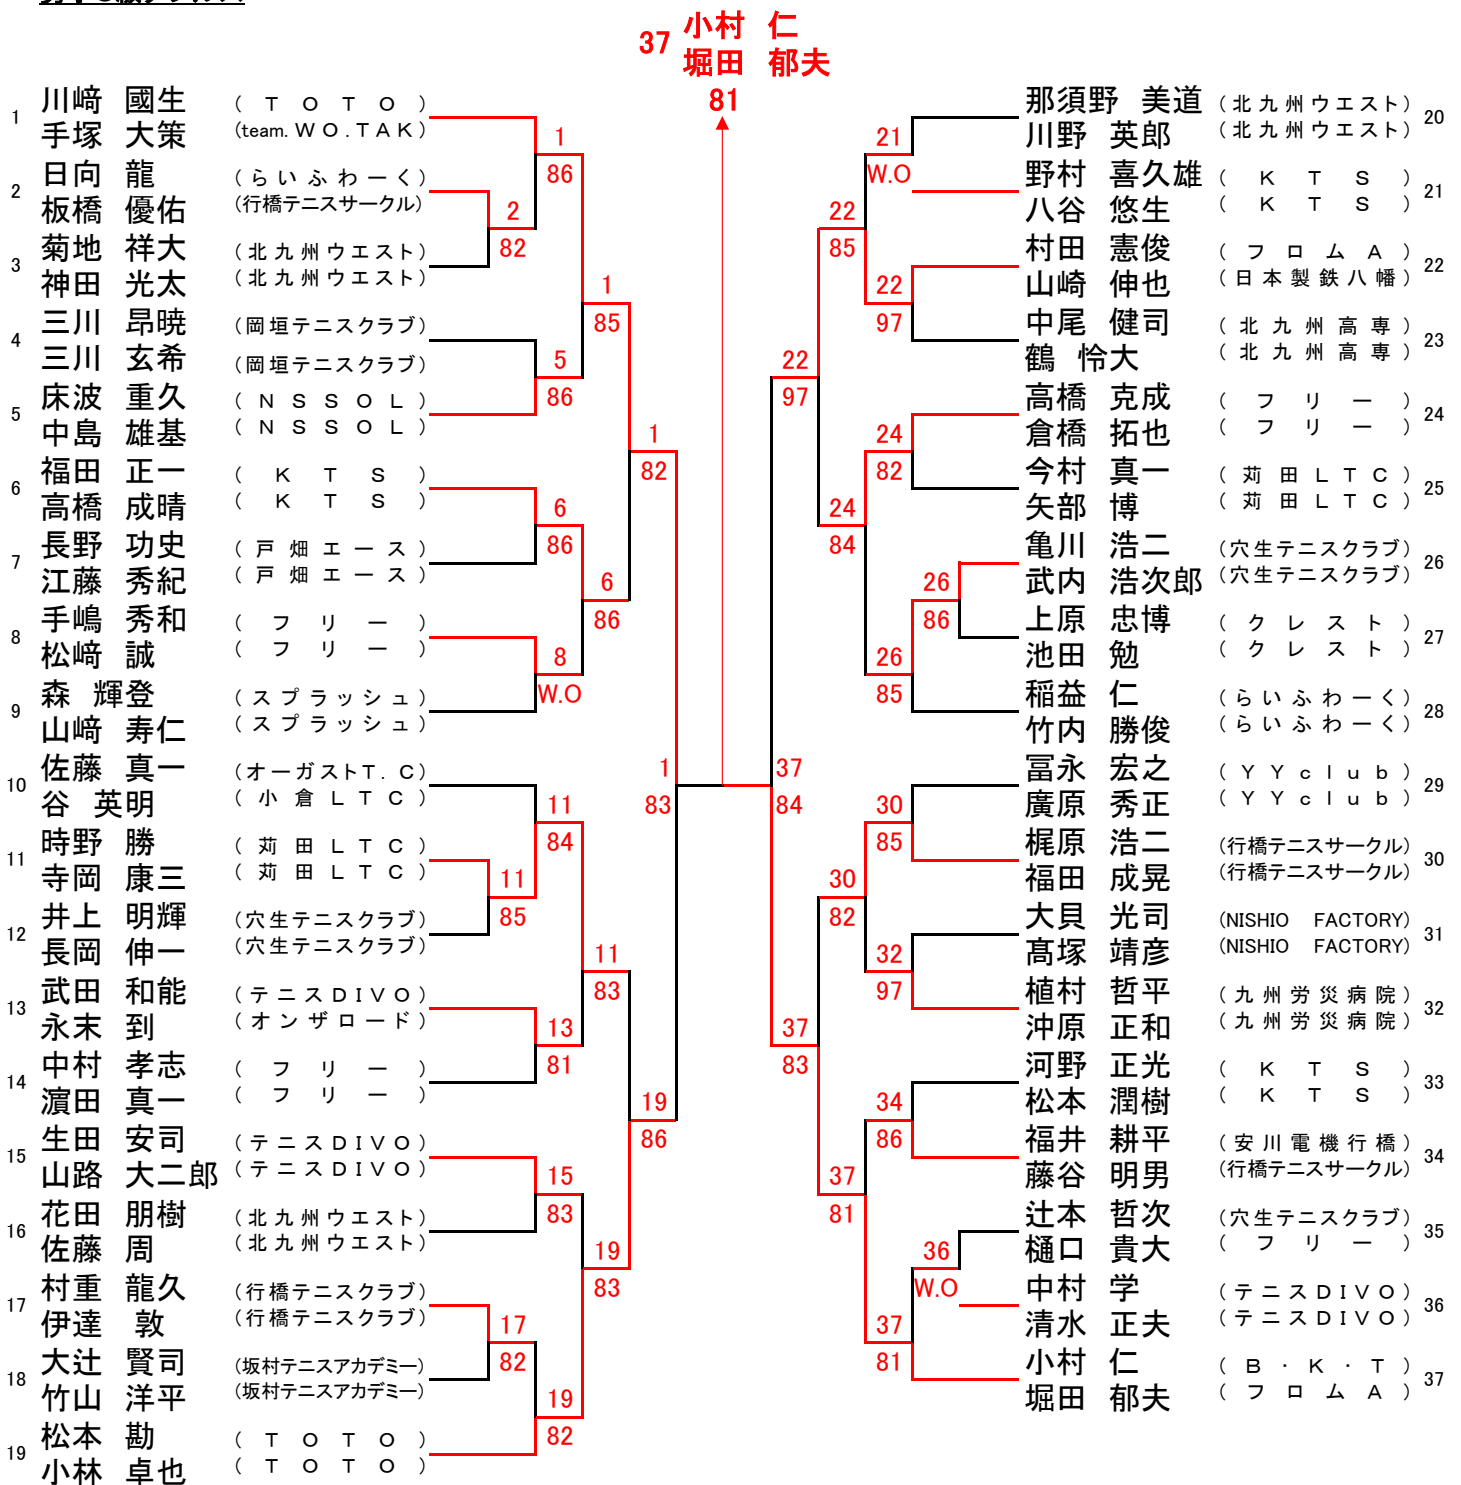 37 小村 仁
堀田 郁夫
81
1 川﨑 國生 (ＴＯＴＯ)
手塚 大策 (team.ＷＯ.ＴＡＫ)
2 日向 龍 (らいふわーく)
板橋 優佑 (行橋テニスサークル)
3 菊地 祥大 (北九州ウエスト)
神田 光太 (北九州ウエスト)
4 三川 昂暁 (岡垣テニスクラブ)
三川 玄希 (岡垣テニスクラブ)
5 床波 重久 (ＮＳＳＯＬ)
中島 雄基 (ＮＳＳＯＬ)
6 福田 正一 (ＫＴＳ)
高橋 成晴 (ＫＴＳ)
7 長野 功史 (戸畑エース)
江藤 秀紀 (戸畑エース)
8 手嶋 秀和 (フリー)
松﨑 誠 (フリー)
9 森 輝登 (スプラッシュ)
山﨑 寿仁 (スプラッシュ)
10 佐藤 真一 (オーガストＴ.Ｃ)
谷 英明 (小倉ＬＴＣ)
11 時野 勝 (苅田ＬＴＣ)
寺岡 康三 (苅田ＬＴＣ)
12 井上 明輝 (穴生テニスクラブ)
長岡 伸一 (穴生テニスクラブ)
13 武田 和能 (テニスＤＩＶＯ)
永末 到 (オンザロード)
14 中村 孝志 (フリー)
濵田 真一 (フリー)
15 生田 安司 (テニスＤＩＶＯ)
山路 大二郎 (テニスＤＩＶＯ)
16 花田 朋樹 (北九州ウエスト)
佐藤 周 (北九州ウエスト)
17 村重 龍久 (行橋テニスクラブ)
伊達 敦 (行橋テニスクラブ)
18 大辻 賢司 (坂村テニスアカデミー)
竹山 洋平 (坂村テニスアカデミー)
19 松本 勘 (ＴＯＴＯ)
小林 卓也 (ＴＯＴＯ)
2
82
11
85
17
82
1
86
5
86
6
86
8
W.O
11
84
13
81
15
83
19
82
1
85
6
86
11
83
19
83
1
82
19
86
1
83
37
84
22
97
37
83
22
85
24
84
30
82
37
81
21
W.O
22
97
24
82
26
85
30
85
32
97
34
86
37
81
26
86
36
W.O
那須野 美道 (北九州ウエスト) 20
川野 英郎 (北九州ウエスト)
野村 喜久雄 (ＫＴＳ) 21
八谷 悠生 (ＫＴＳ)
村田 憲俊 (フロムＡ) 22
山崎 伸也 (日本製鉄八幡)
中尾 健司 (北九州高専) 23
鶴 怜大 (北九州高専)
高橋 克成 (フリー) 24
倉橋 拓也 (フリー)
今村 真一 (苅田ＬＴＣ) 25
矢部 博 (苅田ＬＴＣ)
亀川 浩二 (穴生テニスクラブ) 26
武内 浩次郎 (穴生テニスクラブ)
上原 忠博 (クレスト) 27
池田 勉 (クレスト)
稲益 仁 (らいふわーく) 28
竹内 勝俊 (らいふわーく)
冨永 宏之 (ＹＹｃｌｕｂ) 29
廣原 秀正 (ＹＹｃｌｕｂ)
梶原 浩二 (行橋テニスサークル) 30
福田 成晃 (行橋テニスサークル)
大貝 光司 (NISHIO FACTORY) 31
髙塚 靖彦 (NISHIO FACTORY)
植村 哲平 (九州労災病院) 32
沖原 正和 (九州労災病院)
河野 正光 (ＫＴＳ) 33
松本 潤樹 (ＫＴＳ)
福井 耕平 (安川電機行橋) 34
藤谷 明男 (行橋テニスサークル)
辻本 哲次 (穴生テニスクラブ) 35
樋口 貴大 (フリー)
中村 学 (テニスＤＩＶＯ) 36
清水 正夫 (テニスＤＩＶＯ)
小村 仁 (Ｂ・Ｋ・Ｔ) 37
堀田 郁夫 (フロムＡ)